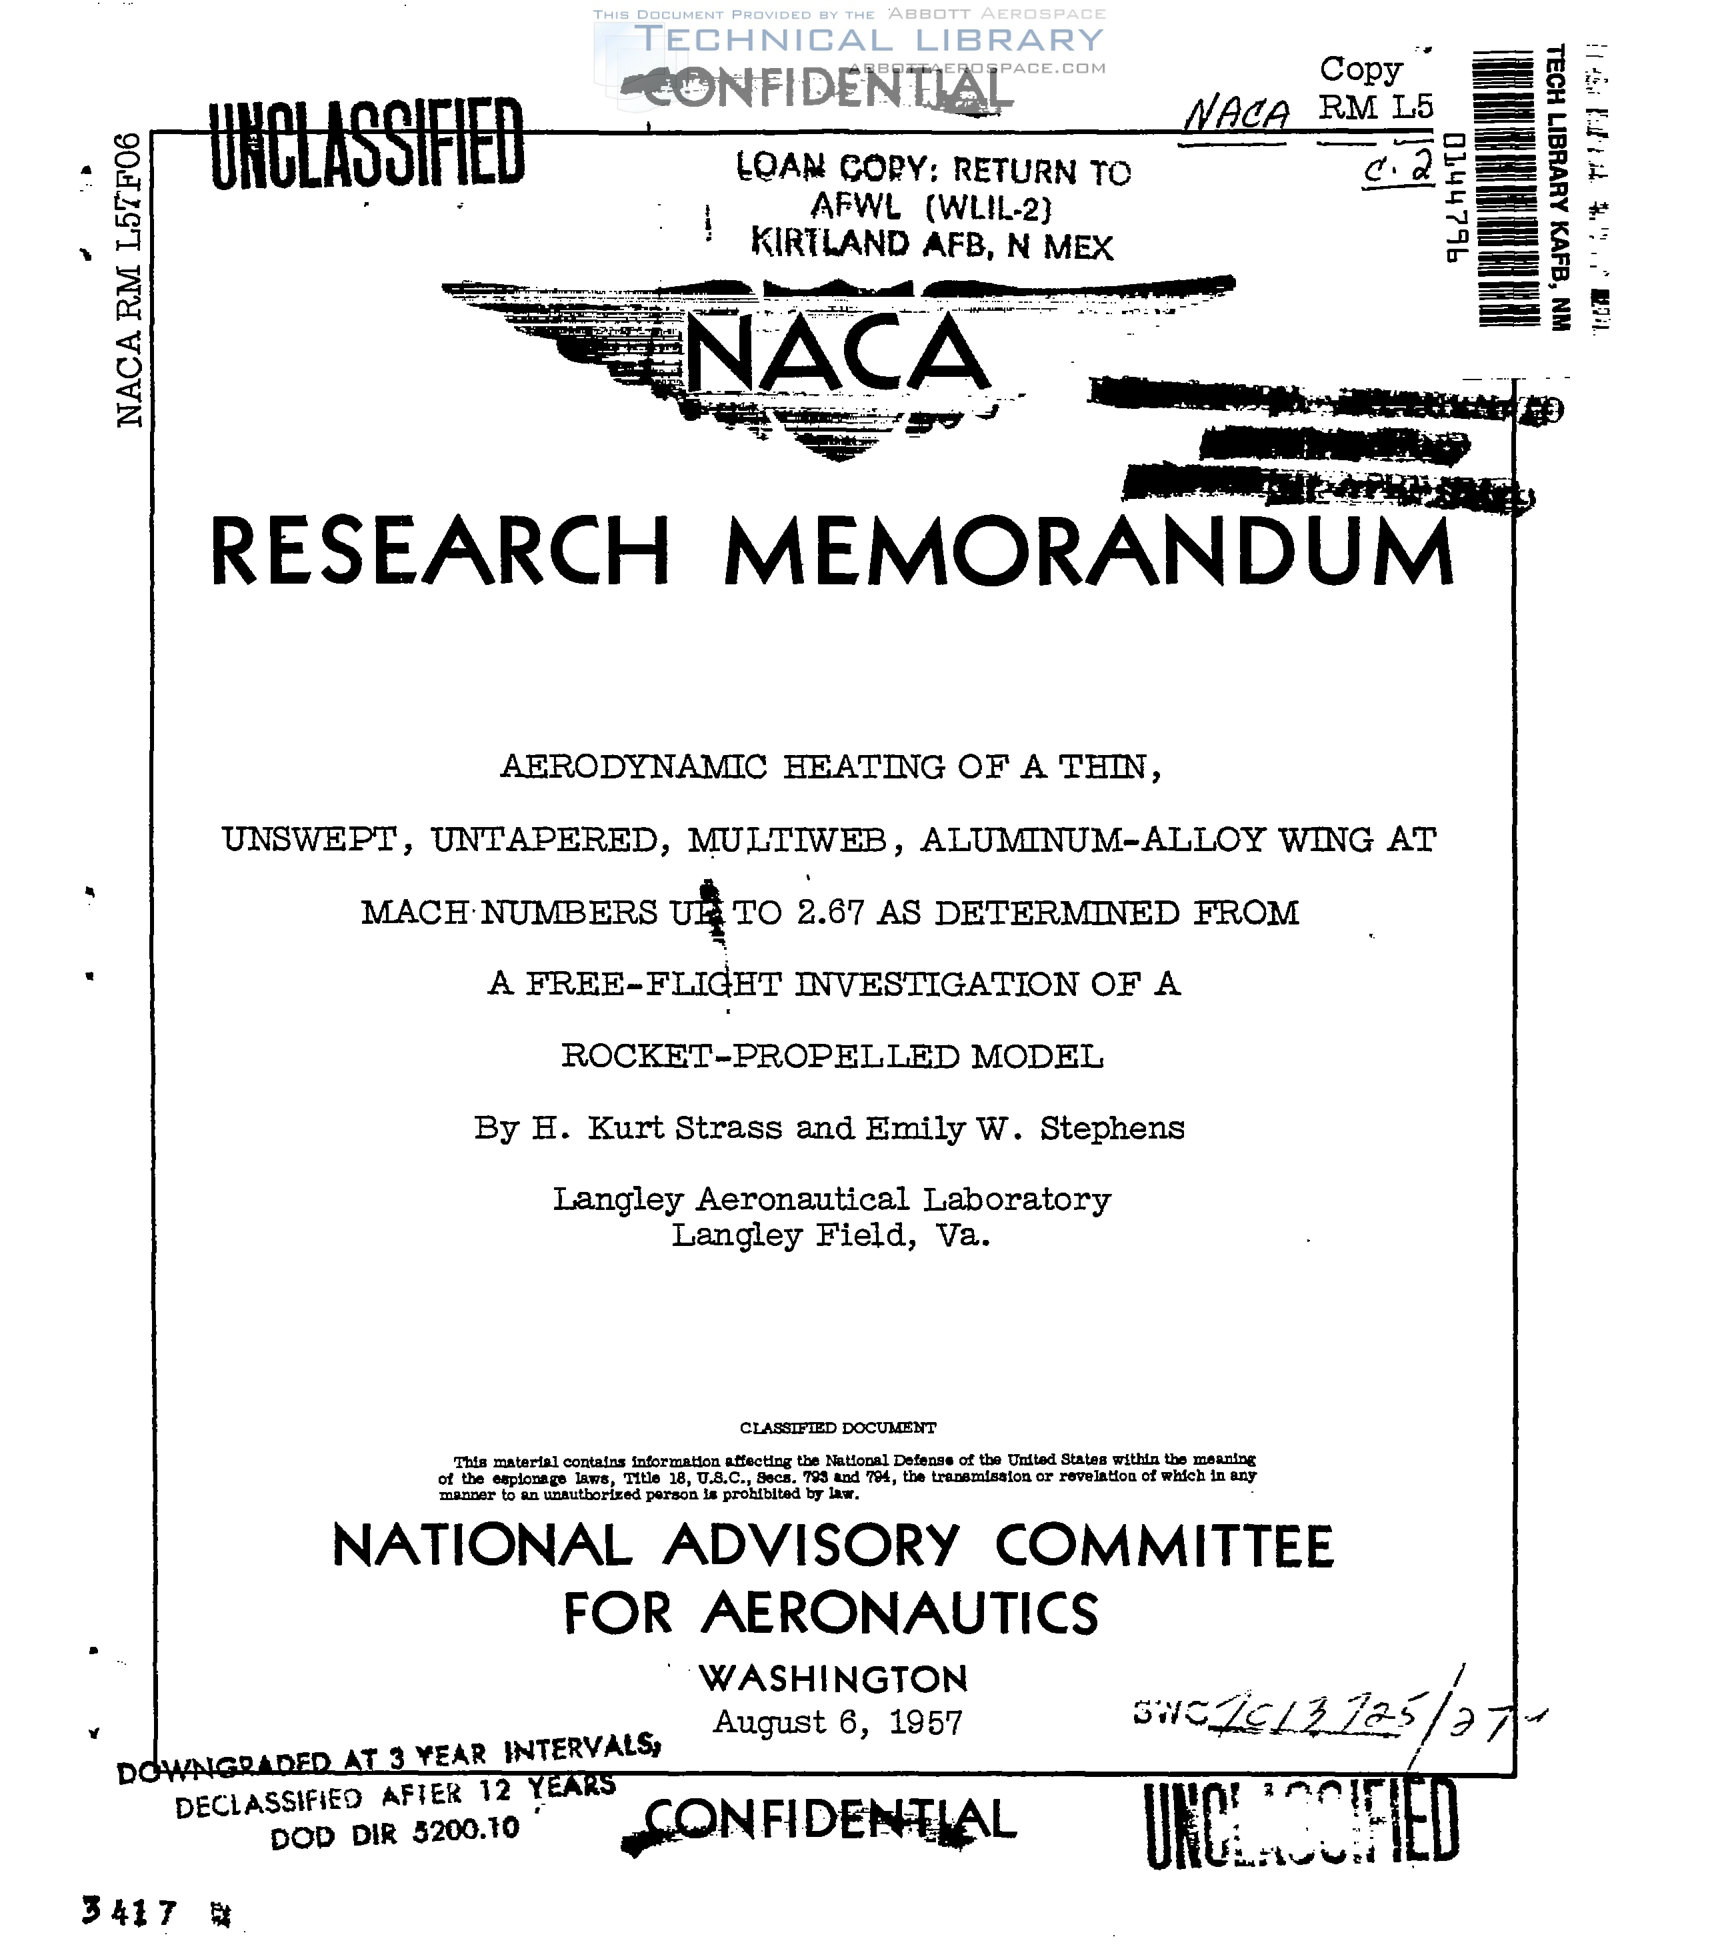 THIS DOCUMENT PROVIDED BY THE ABBOTT AEROSPACE
TECHNICAL LIBRARY
ABBOTTAEROSPACE.COM
CONFIDENTIAL
UNCLASSIFIED
Copy
NACA RM L5
C. 2
LOAN COPY: RETURN TO
AFWL (WLIL-2)
KIRTLAND AFB, N MEX
0144796
TECH LIBRARY KAFB, NM
NACA RM L57F06
NACA
RESEARCH MEMORANDUM
AERODYNAMIC HEATING OF A THIN,
UNSWEPT, UNTAPERED, MULTIWEB, ALUMINUM-ALLOY WING AT
MACH NUMBERS UP TO 2.67 AS DETERMINED FROM
A FREE-FLIGHT INVESTIGATION OF A
ROCKET-PROPELLED MODEL
By H. Kurt Strass and Emily W. Stephens
Langley Aeronautical Laboratory
Langley Field, Va.
CLASSIFIED DOCUMENT
This material contains information affecting the National Defense of the United States within the meaning
of the espionage laws, Title 18, U.S.C., Secs. 793 and 794, the transmission or revelation of which in any
manner to an unauthorized person is prohibited by law.
NATIONAL ADVISORY COMMITTEE
FOR AERONAUTICS
WASHINGTON
August 6, 1957
DOWNGRADED AT 3 YEAR INTERVALS;
DECLASSIFIED AFTER 12 YEARS
DOD DIR 5200.10
CONFIDENTIAL
UNCLASSIFIED
3417